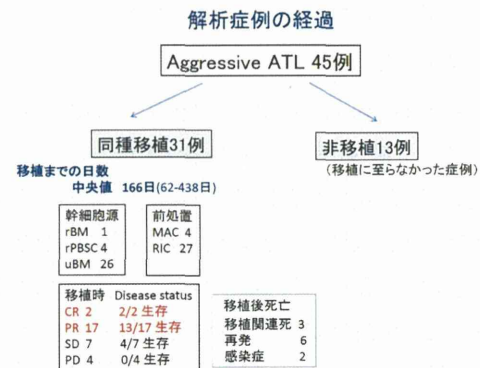 解析症例の経過
Aggressive ATL 45例
同種移植31例
非移植13例
(移植に至らなかった症例)
移植までの日数
中央値 166日(62-438日)
幹細胞源
rBM 1
rPBSC 4
uBM 26
前処置
MAC 4
RIC 27
移植時 Disease status
CR 2 2/2 生存
PR 17 13/17 生存
SD 7 4/7 生存
PD 4 0/4 生存
移植後死亡
移植関連死 3
再発 6
感染症 2